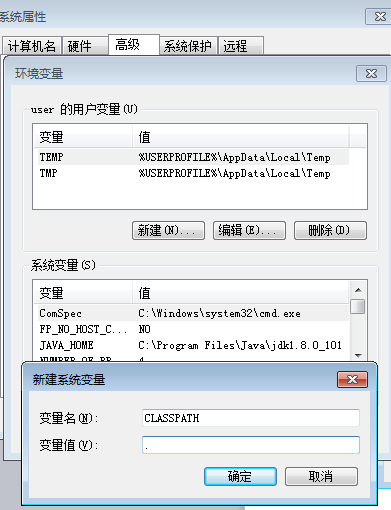 系统属性
计算机名 硬件 高级 系统保护 远程
环境变量
user 的用户变量(U)
变量 值
TEMP %USERPROFILE%\AppData\Local\Temp
TMP %USERPROFILE%\AppData\Local\Temp
新建(N)... 编辑(E)... 删除(D)
系统变量(S)
变量 值
ComSpec C:\Windows\system32\cmd.exe
FP_NO_HOST_C... NO
JAVA_HOME C:\Program Files\Java\jdk1.8.0_101
新建系统变量
变量名(N): CLASSPATH
变量值(V): .
确定 取消